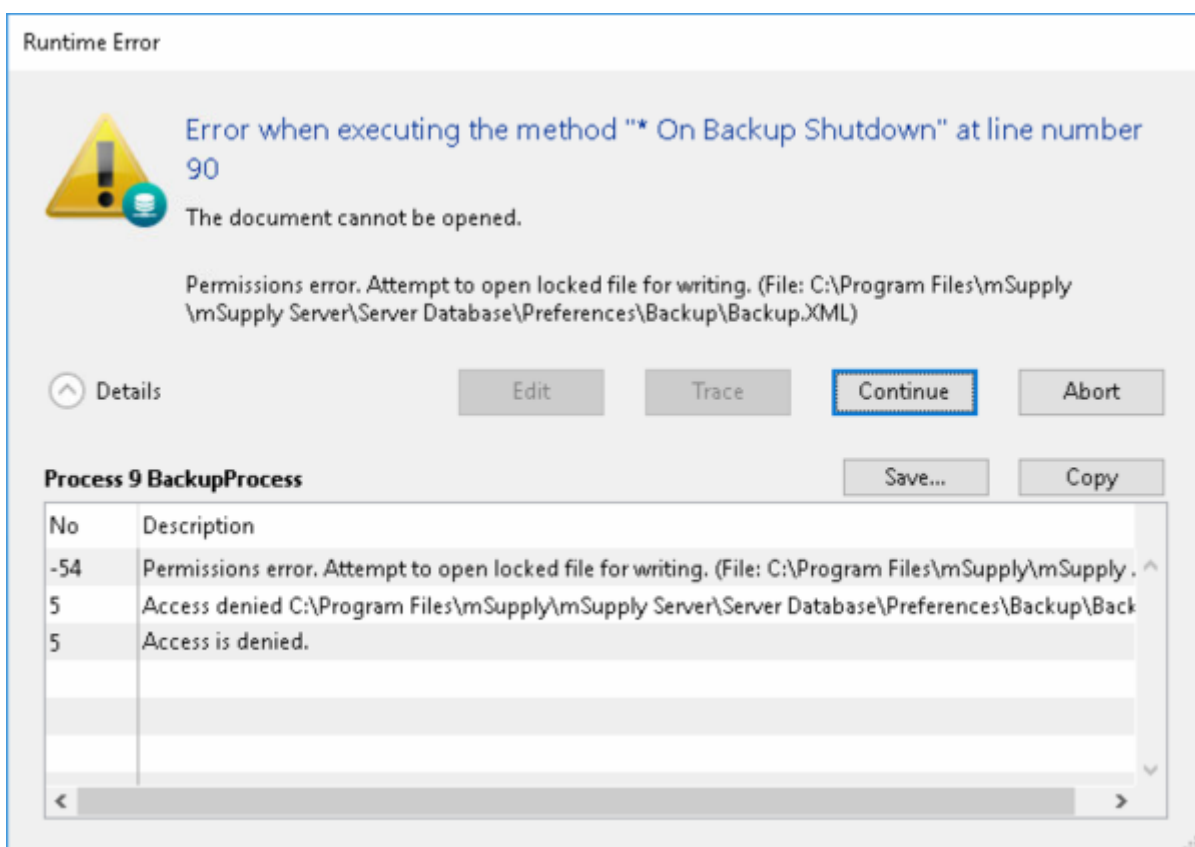 Runtime Error
Error when executing the method "* On Backup Shutdown" at line number
90
The document cannot be opened.
Permissions error. Attempt to open locked file for writing. (File: C:\Program Files\mSupply
\mSupply Server\Server Database\Preferences\Backup\Backup.XML)
Details Edit Trace Continue Abort
Process 9 BackupProcess Save... Copy
No Description
-54 Permissions error. Attempt to open locked file for writing. (File: C:\Program Files\mSupply\mSupply .
5 Access denied C:\Program Files\mSupply\mSupply Server\Server Database\Preferences\Backup\Back
5 Access is denied.